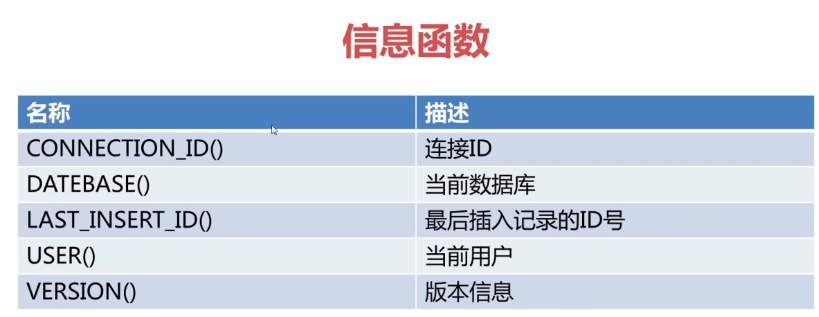 信息函数
名称 描述
CONNECTION_ID() 连接ID
DATEBASE() 当前数据库
LAST_INSERT_ID() 最后插入记录的ID号
USER() 当前用户
VERSION() 版本信息